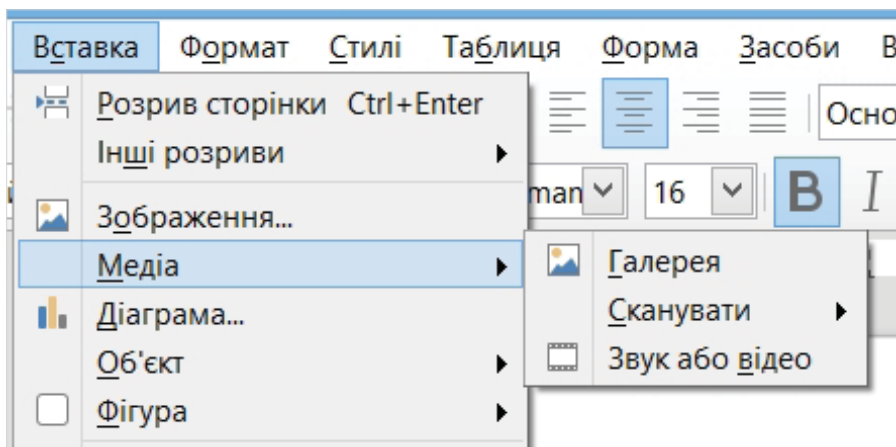 Вставка Формат Стилі Таблиця Форма Засоби В
Розрив сторінки Ctrl+Enter
Осно
Інші розриви
man 16 B I
Зображення...
Медіа
Галерея
Діаграма...
Сканувати
Об'єкт
Звук або відео
Фігура